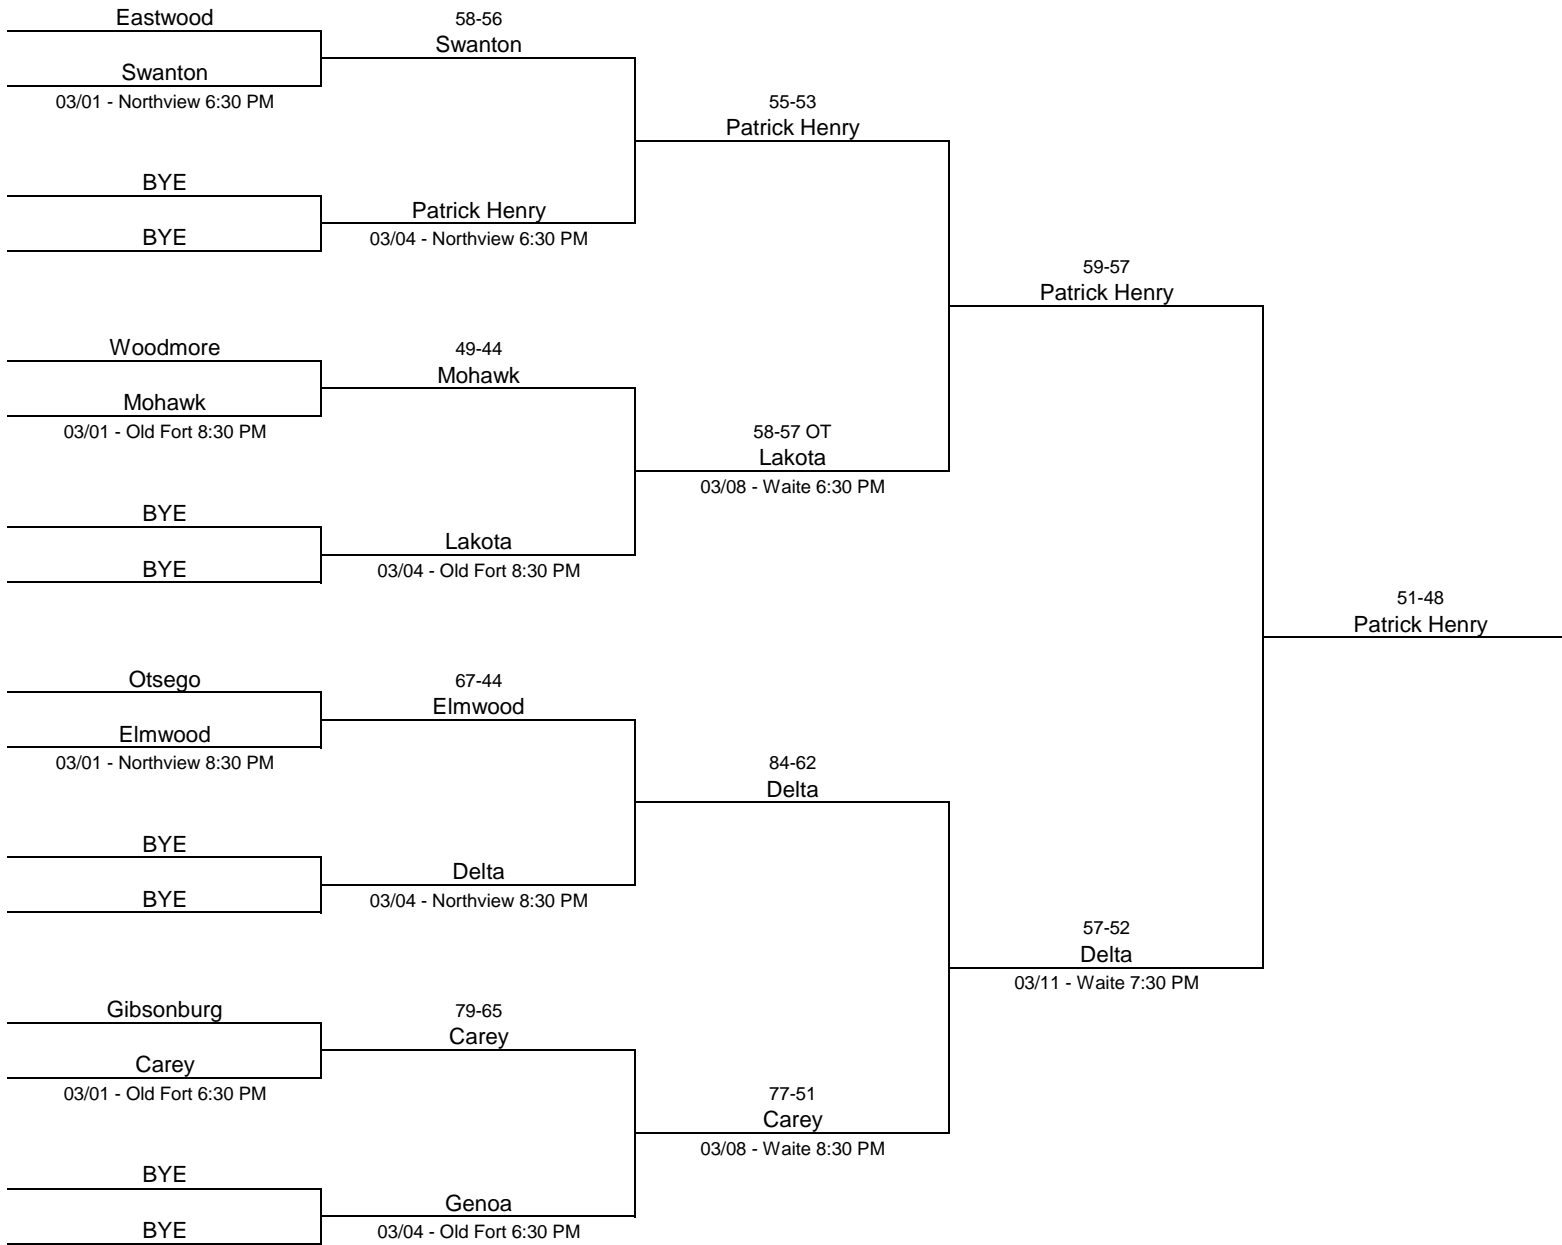 Eastwood
Swanton
03/01 - Northview 6:30 PM
BYE
BYE
Woodmore
Mohawk
03/01 - Old Fort 8:30 PM
BYE
BYE
Otsego
Elmwood
03/01 - Northview 8:30 PM
BYE
BYE
Gibsonburg
Carey
03/01 - Old Fort 6:30 PM
BYE
BYE
58-56
Swanton
Patrick Henry
03/04 - Northview 6:30 PM
49-44
Mohawk
Lakota
03/04 - Old Fort 8:30 PM
67-44
Elmwood
Delta
03/04 - Northview 8:30 PM
79-65
Carey
Genoa
03/04 - Old Fort 6:30 PM
55-53
Patrick Henry
58-57 OT
Lakota
03/08 - Waite 6:30 PM
84-62
Delta
77-51
Carey
03/08 - Waite 8:30 PM
59-57
Patrick Henry
57-52
Delta
03/11 - Waite 7:30 PM
51-48
Patrick Henry